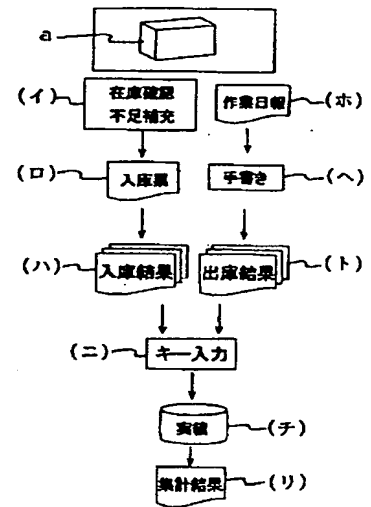 a
(イ)
在庫確認
不足補充
作業日報
(ホ)
(ロ)
入庫票
手書き
(ヘ)
(ハ)
入庫結果
出庫結果
(ト)
(ニ)
キー入力
実績
(チ)
集計結果
(リ)